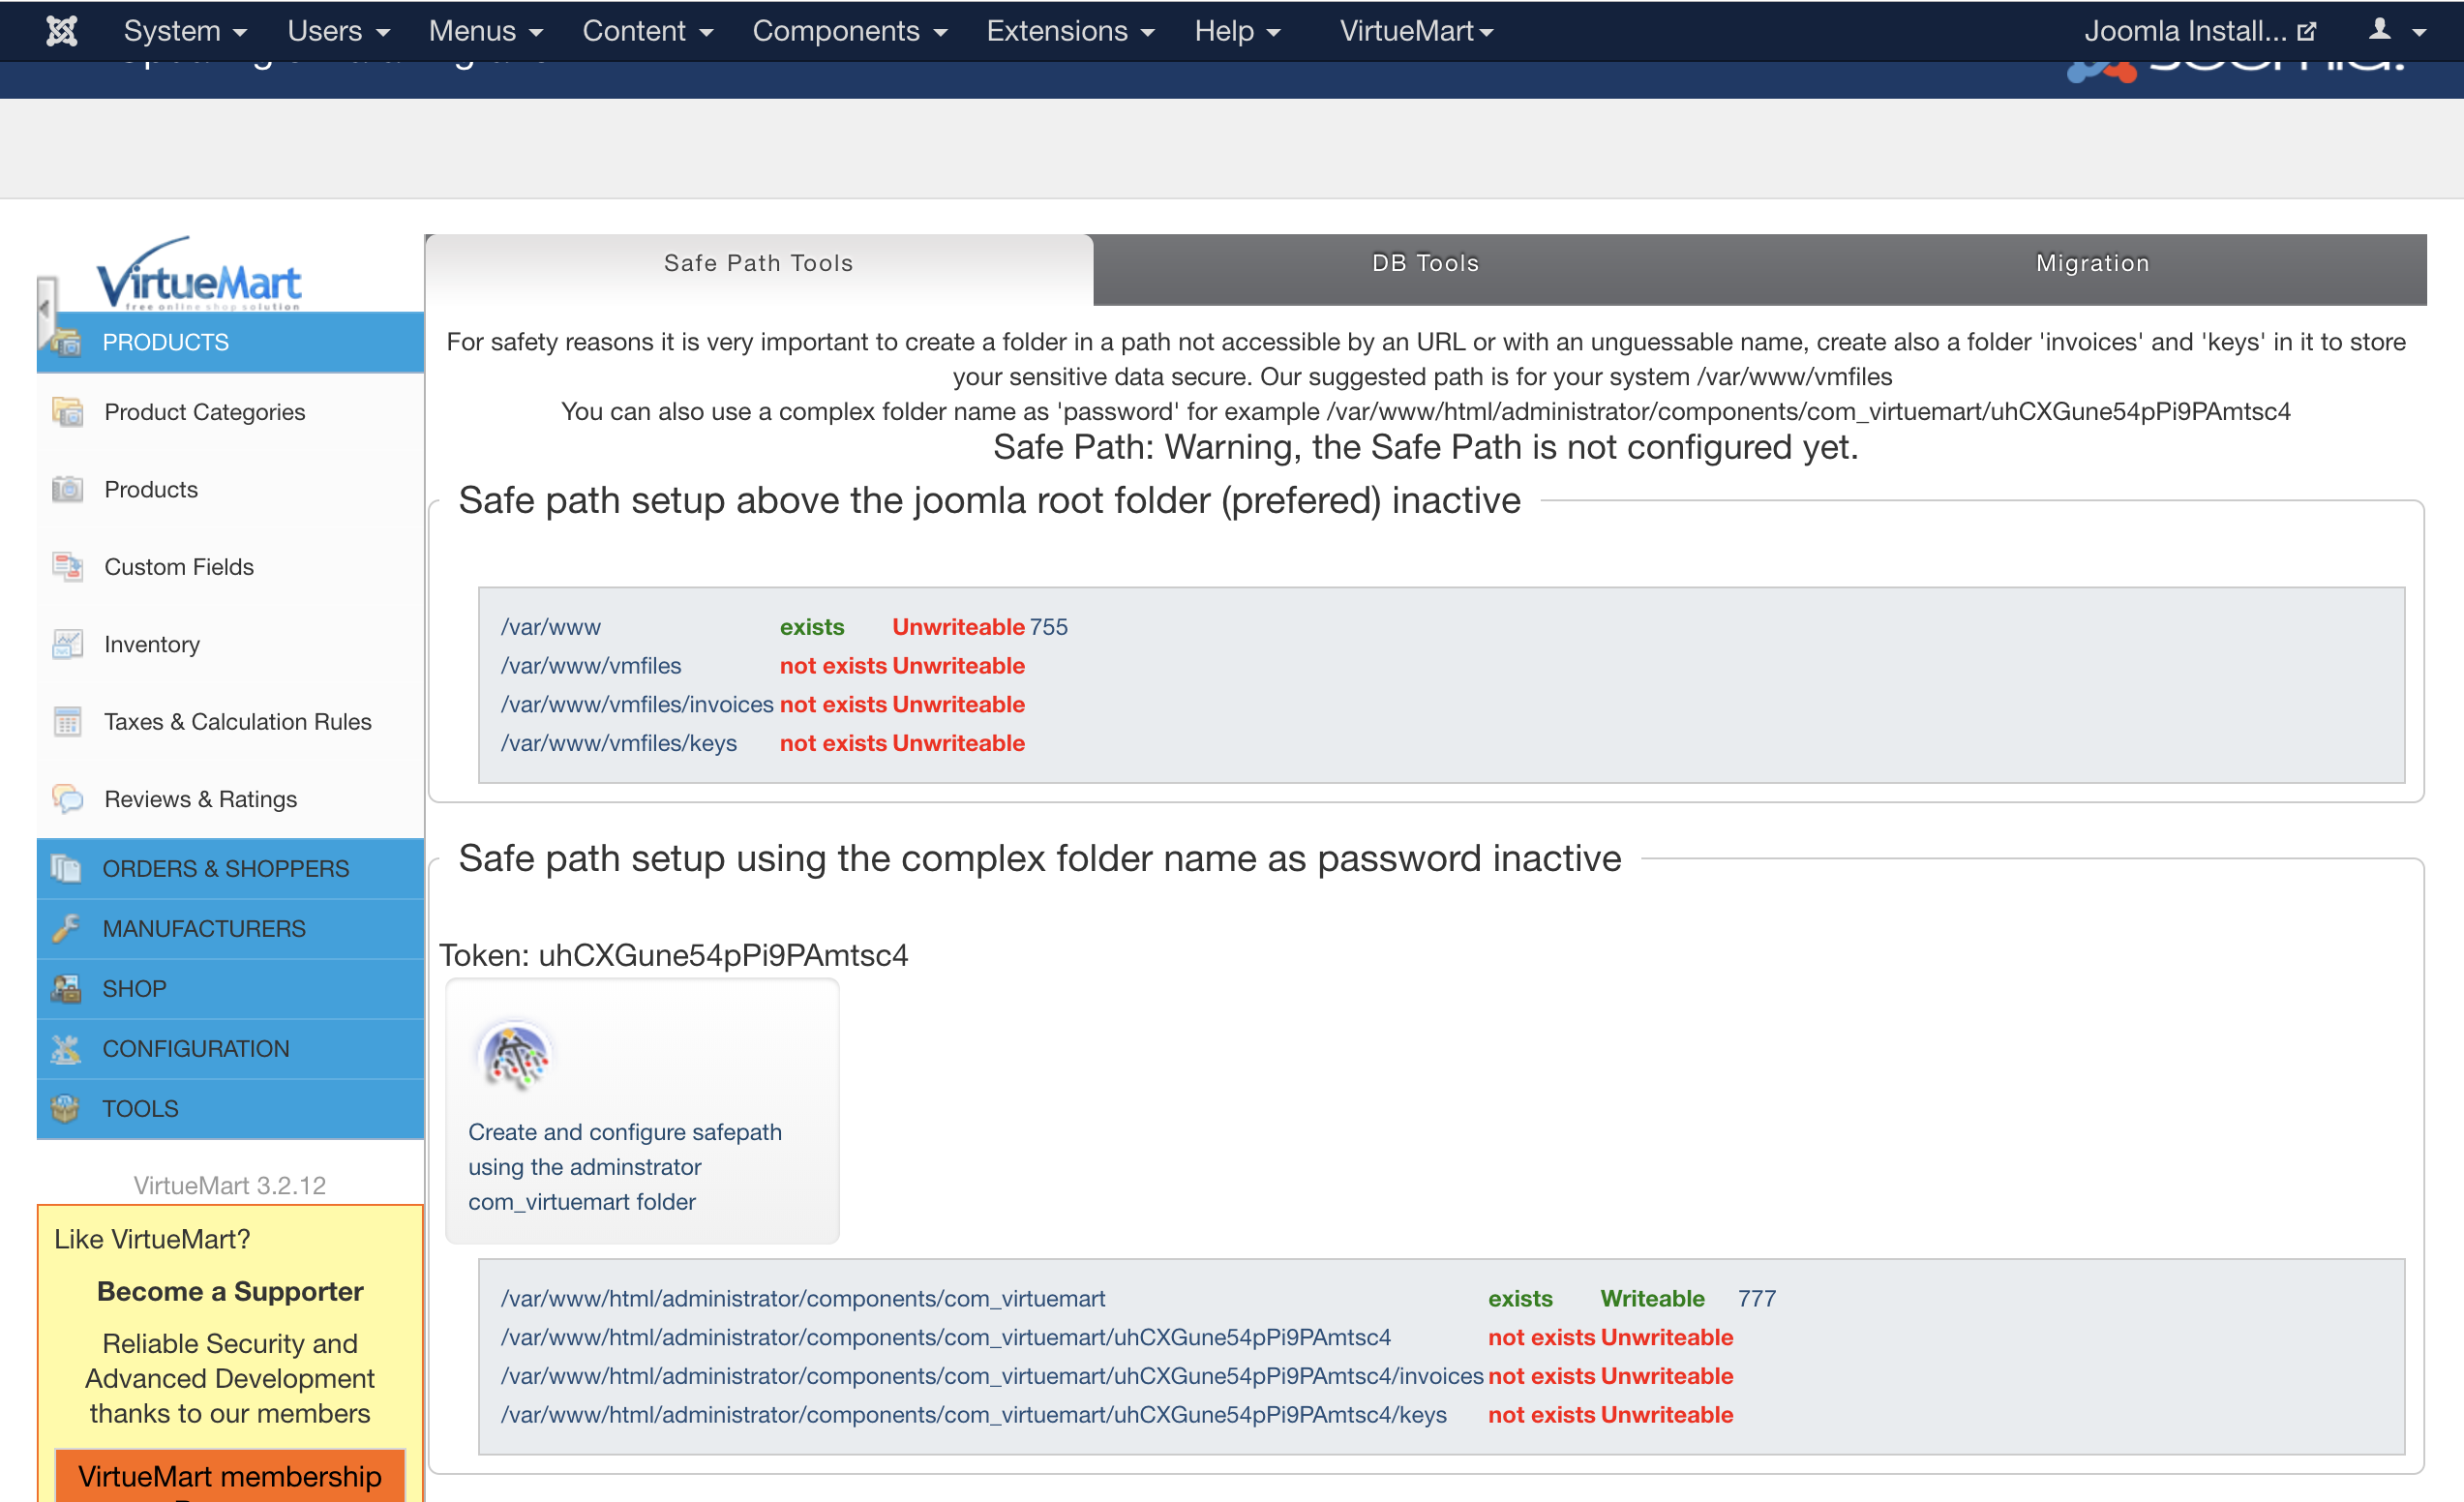 System Users Menus Content Components Extensions Help VirtueMart Joomla Install...
VirtueMart
free online shop solution
PRODUCTS
Product Categories
Products
Custom Fields
Inventory
Taxes & Calculation Rules
Reviews & Ratings
ORDERS & SHOPPERS
MANUFACTURERS
SHOP
CONFIGURATION
TOOLS
VirtueMart 3.2.12
Like VirtueMart?
Become a Supporter
Reliable Security and
Advanced Development
thanks to our members
VirtueMart membership
Safe Path Tools DB Tools Migration
For safety reasons it is very important to create a folder in a path not accessible by an URL or with an unguessable name, create also a folder 'invoices' and 'keys' in it to store
your sensitive data secure. Our suggested path is for your system /var/www/vmfiles
You can also use a complex folder name as 'password' for example /var/www/html/administrator/components/com_virtuemart/uhCXGune54pPi9PAmtsc4
Safe Path: Warning, the Safe Path is not configured yet.
Safe path setup above the joomla root folder (prefered) inactive
/var/www exists Unwriteable 755
/var/www/vmfiles not exists Unwriteable
/var/www/vmfiles/invoices not exists Unwriteable
/var/www/vmfiles/keys not exists Unwriteable
Safe path setup using the complex folder name as password inactive
Token: uhCXGune54pPi9PAmtsc4
Create and configure safepath
using the adminstrator
com_virtuemart folder
/var/www/html/administrator/components/com_virtuemart exists Writeable 777
/var/www/html/administrator/components/com_virtuemart/uhCXGune54pPi9PAmtsc4 not exists Unwriteable
/var/www/html/administrator/components/com_virtuemart/uhCXGune54pPi9PAmtsc4/invoices not exists Unwriteable
/var/www/html/administrator/components/com_virtuemart/uhCXGune54pPi9PAmtsc4/keys not exists Unwriteable